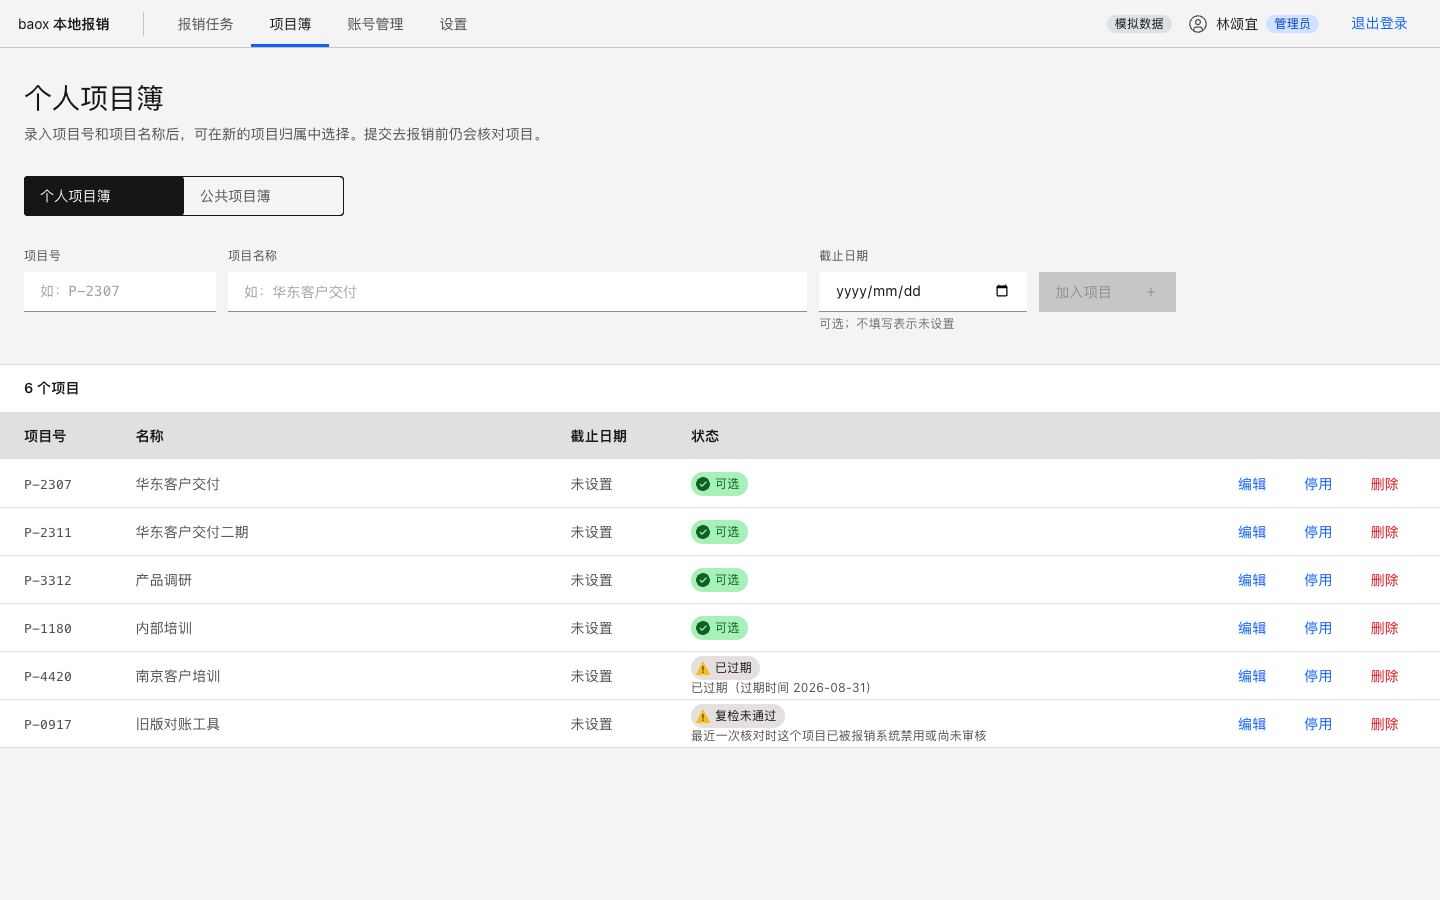 baox 本地报销 报销任务 项目簿 账号管理 设置 模拟数据 林颂宜 管理员 退出登录
个人项目簿
录入项目号和项目名称后，可在新的项目归属中选择。提交去报销前仍会核对项目。
个人项目簿 公共项目簿
项目号 项目名称 截止日期
如：P-2307 如：华东客户交付 yyyy/mm/dd 加入项目 +
可选；不填写表示未设置
6 个项目
项目号 名称 截止日期 状态
P-2307 华东客户交付 未设置 可选 编辑 停用 删除
P-2311 华东客户交付二期 未设置 可选 编辑 停用 删除
P-3312 产品调研 未设置 可选 编辑 停用 删除
P-1180 内部培训 未设置 可选 编辑 停用 删除
P-4420 南京客户培训 未设置 已过期 编辑 停用 删除
已过期（过期时间 2026-08-31）
P-0917 旧版对账工具 未设置 复检未通过 编辑 停用 删除
最近一次核对时这个项目已被报销系统禁用或尚未审核